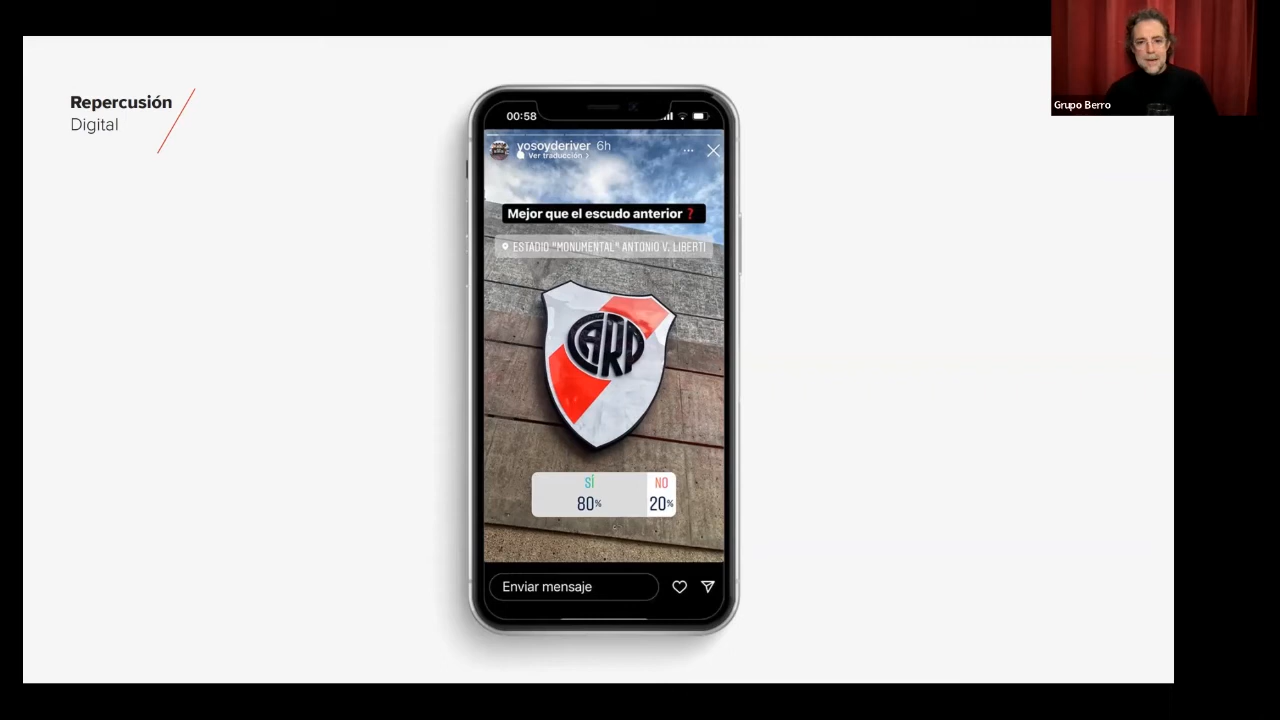 Repercusión
Digital
Grupo Berro
00:58
yosoyderiver 6h
Ver traducción >
Mejor que el escudo anterior ❓
ESTADIO "MONUMENTAL" ANTONIO V. LIBERTI
CARP
SÍ NO
80% 20%
Enviar mensaje